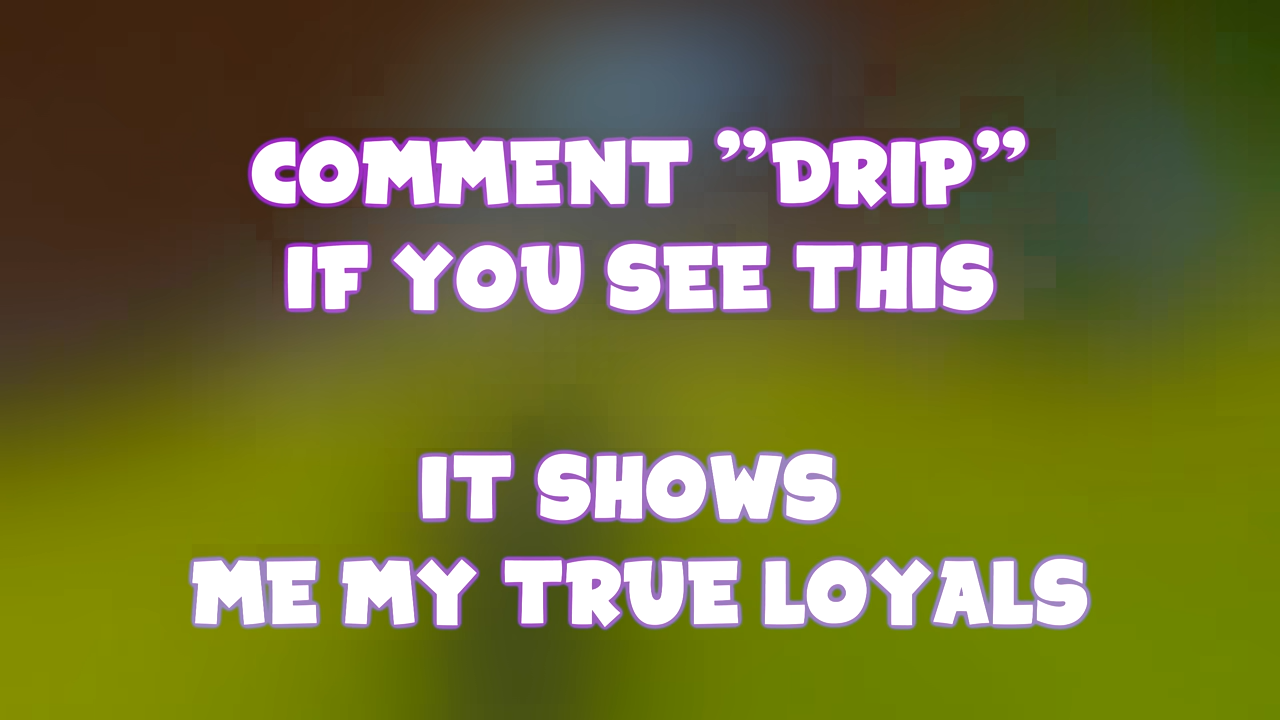 COMMENT ”DRIP”
IF YOU SEE THIS
IT SHOWS
ME MY TRUE LOYALS